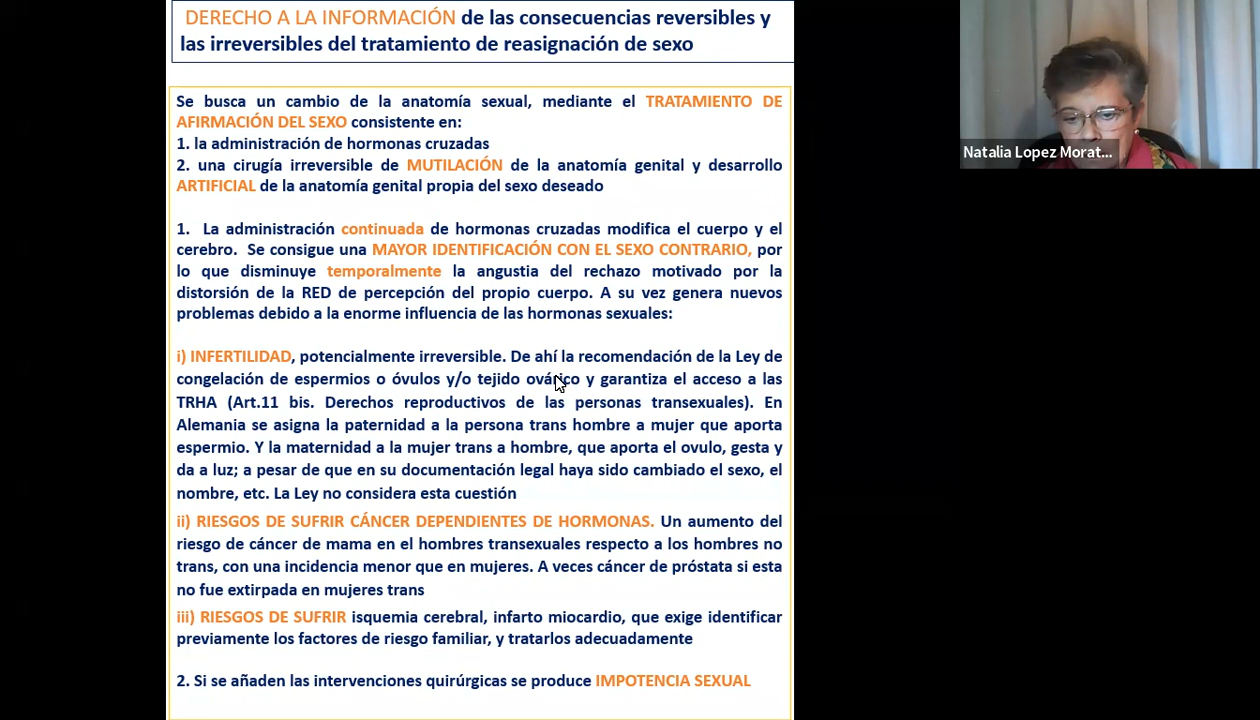 DERECHO A LA INFORMACIÓN de las consecuencias reversibles y
las irreversibles del tratamiento de reasignación de sexo
Se busca un cambio de la anatomía sexual, mediante el TRATAMIENTO DE
AFIRMACIÓN DEL SEXO consistente en:
1. la administración de hormonas cruzadas
2. una cirugía irreversible de MUTILACIÓN de la anatomía genital y desarrollo
ARTIFICIAL de la anatomía genital propia del sexo deseado
1. La administración continuada de hormonas cruzadas modifica el cuerpo y el
cerebro. Se consigue una MAYOR IDENTIFICACIÓN CON EL SEXO CONTRARIO, por
lo que disminuye temporalmente la angustia del rechazo motivado por la
distorsión de la RED de percepción del propio cuerpo. A su vez genera nuevos
problemas debido a la enorme influencia de las hormonas sexuales:
i) INFERTILIDAD, potencialmente irreversible. De ahí la recomendación de la Ley de
congelación de espermios o óvulos y/o tejido ovárico y garantiza el acceso a las
TRHA (Art.11 bis. Derechos reproductivos de las personas transexuales). En
Alemania se asigna la paternidad a la persona trans hombre a mujer que aporta
espermio. Y la maternidad a la mujer trans a hombre, que aporta el ovulo, gesta y
da a luz; a pesar de que en su documentación legal haya sido cambiado el sexo, el
nombre, etc. La Ley no considera esta cuestión
ii) RIESGOS DE SUFRIR CÁNCER DEPENDIENTES DE HORMONAS. Un aumento del
riesgo de cáncer de mama en el hombres transexuales respecto a los hombres no
trans, con una incidencia menor que en mujeres. A veces cáncer de próstata si esta
no fue extirpada en mujeres trans
iii) RIESGOS DE SUFRIR isquemia cerebral, infarto miocardio, que exige identificar
previamente los factores de riesgo familiar, y tratarlos adecuadamente
2. Si se añaden las intervenciones quirúrgicas se produce IMPOTENCIA SEXUAL
Natalia Lopez Morat...